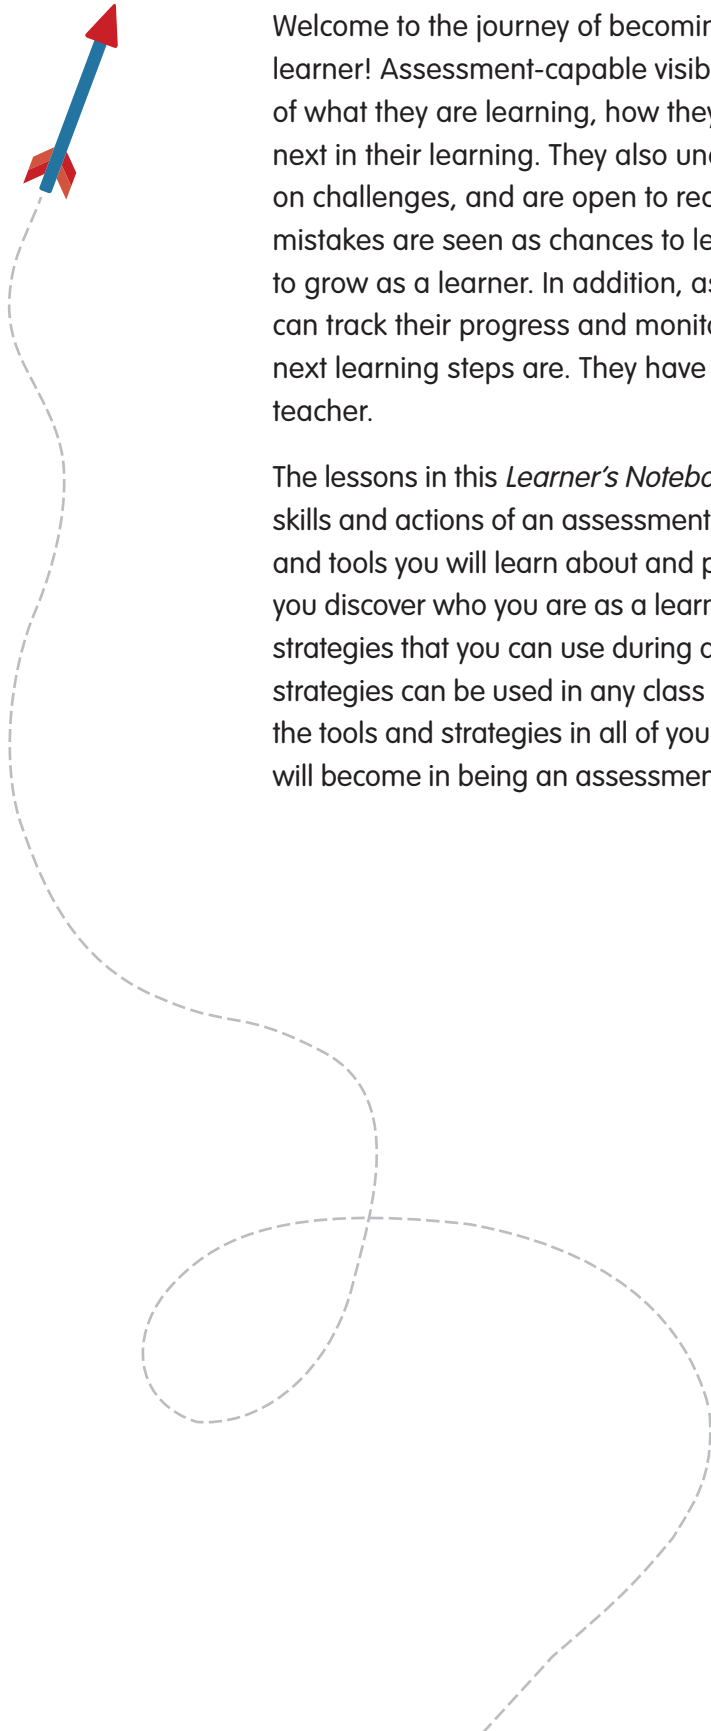 Welcome to the journey of becomin
learner! Assessment-capable visib
of what they are learning, how they
next in their learning. They also un
on challenges, and are open to rec
mistakes are seen as chances to le
to grow as a learner. In addition, as
can track their progress and monito
next learning steps are. They have
teacher.
The lessons in this Learner's Notebo
skills and actions of an assessment
and tools you will learn about and p
you discover who you are as a learn
strategies that you can use during a
strategies can be used in any class
the tools and strategies in all of you
will become in being an assessmen